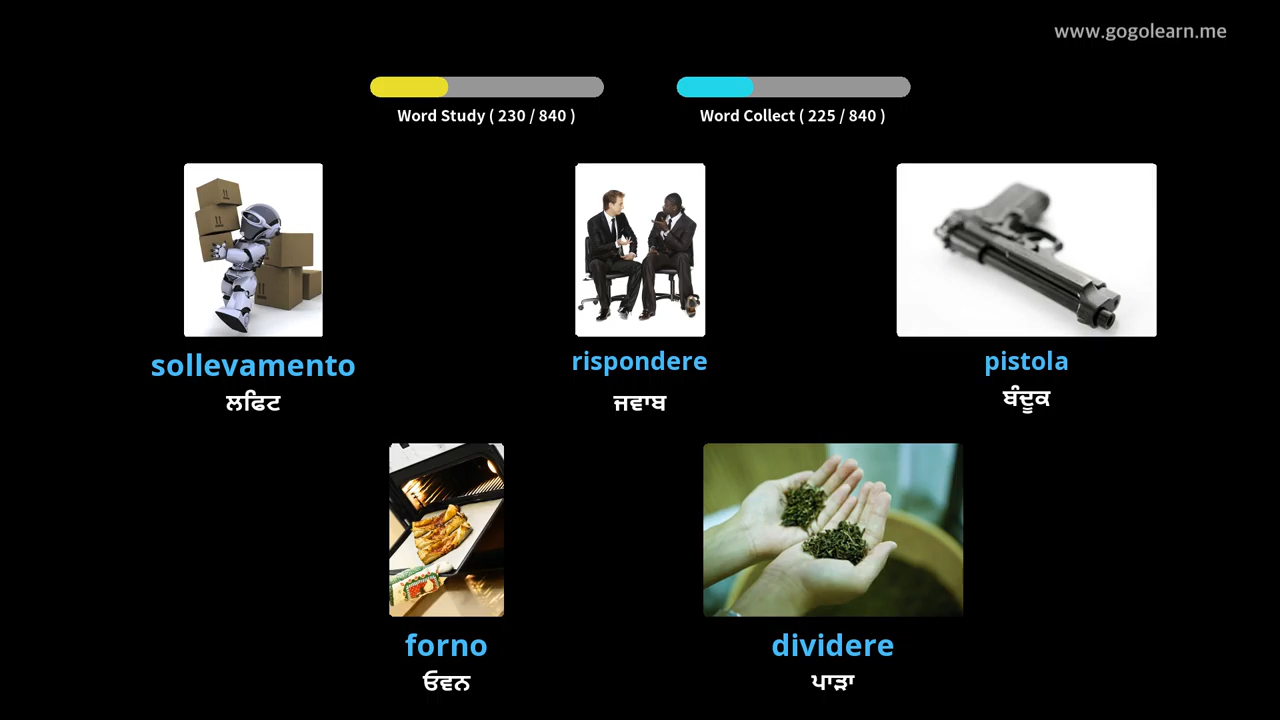 www.gogolearn.me
Word Study ( 230 / 840 )
Word Collect ( 225 / 840 )
sollevamento
ਲਫਿਟ
rispondere
ਜਵਾਬ
pistola
ਬੰਦੂਕ
forno
ਓਵਨ
dividere
ਪਾੜਾ